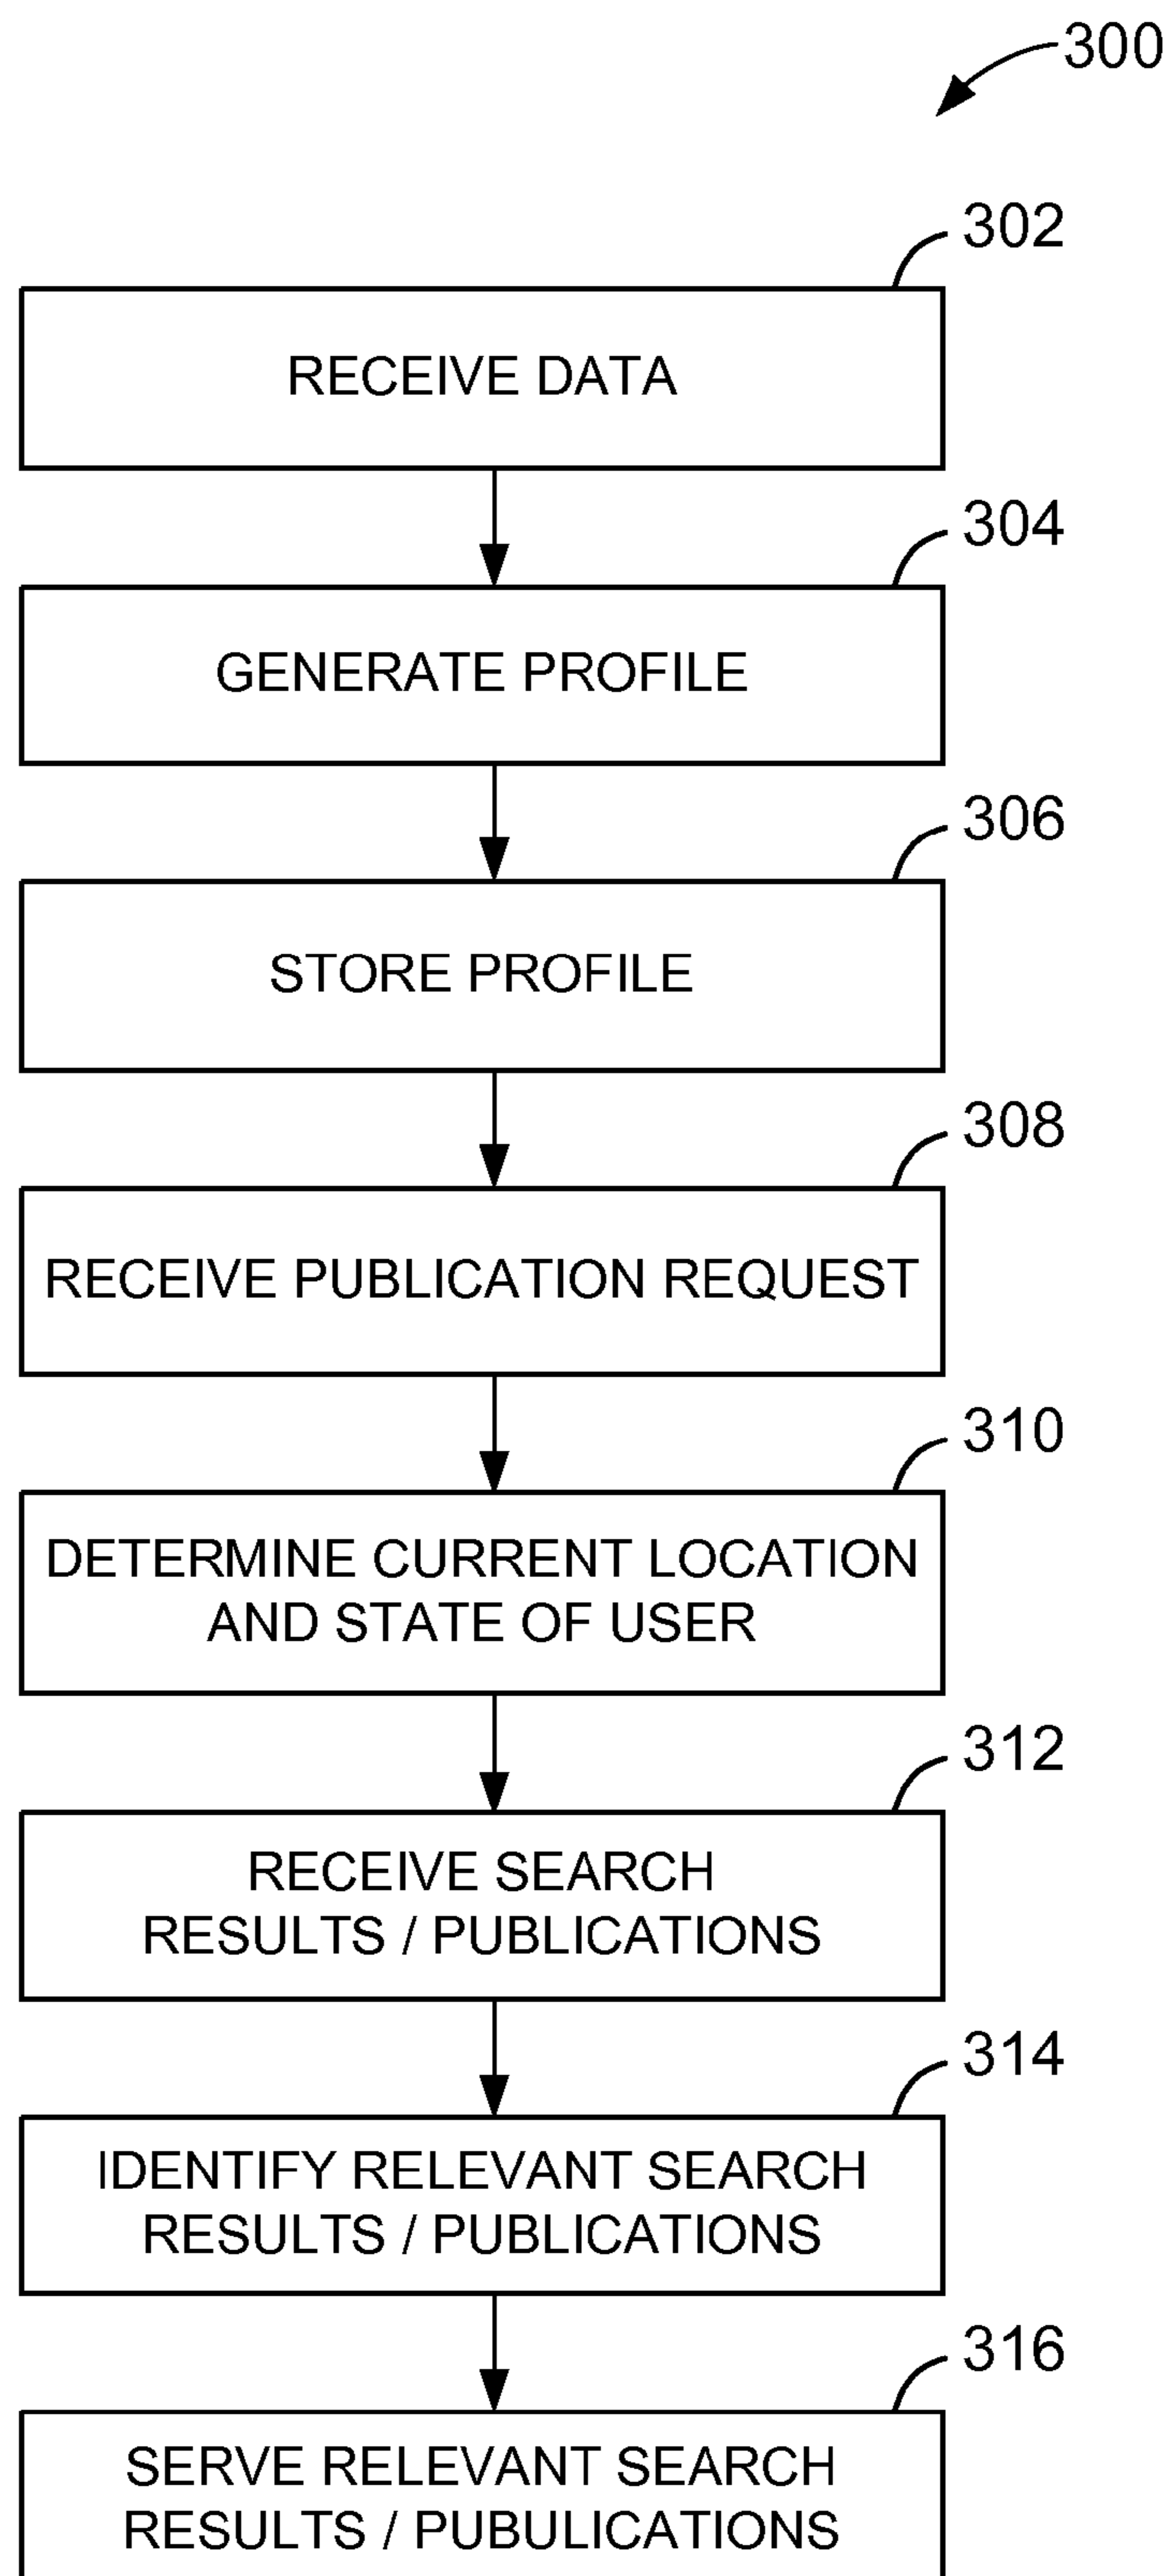 300
302
RECEIVE DATA
304
GENERATE PROFILE
306
STORE PROFILE
308
RECEIVE PUBLICATION REQUEST
310
DETERMINE CURRENT LOCATION
AND STATE OF USER
312
RECEIVE SEARCH
RESULTS / PUBLICATIONS
314
IDENTIFY RELEVANT SEARCH
RESULTS / PUBLICATIONS
316
SERVE RELEVANT SEARCH
RESULTS / PUBULICATIONS